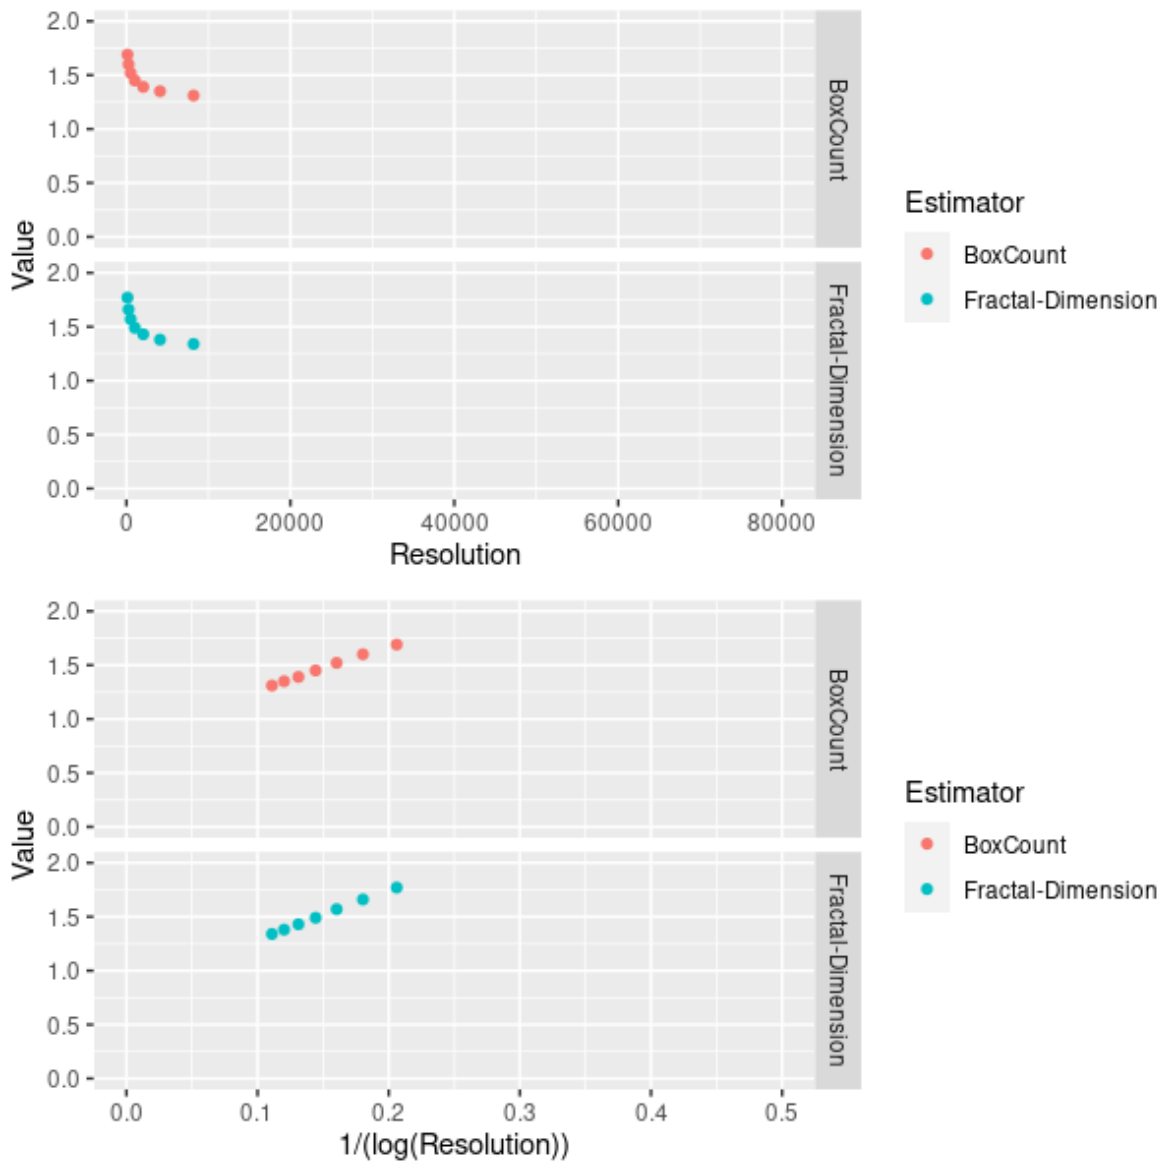 2.0
1.5
1.0
0.5
0.0
BoxCount
2.0
1.5
1.0
0.5
0.0
Fractal-Dimension
Value
0 20000 40000 60000 80000
Resolution
Estimator
BoxCount
Fractal-Dimension
2.0
1.5
1.0
0.5
0.0
BoxCount
2.0
1.5
1.0
0.5
0.0
Fractal-Dimension
Value
0.0 0.1 0.2 0.3 0.4 0.5
1/(log(Resolution))
Estimator
BoxCount
Fractal-Dimension